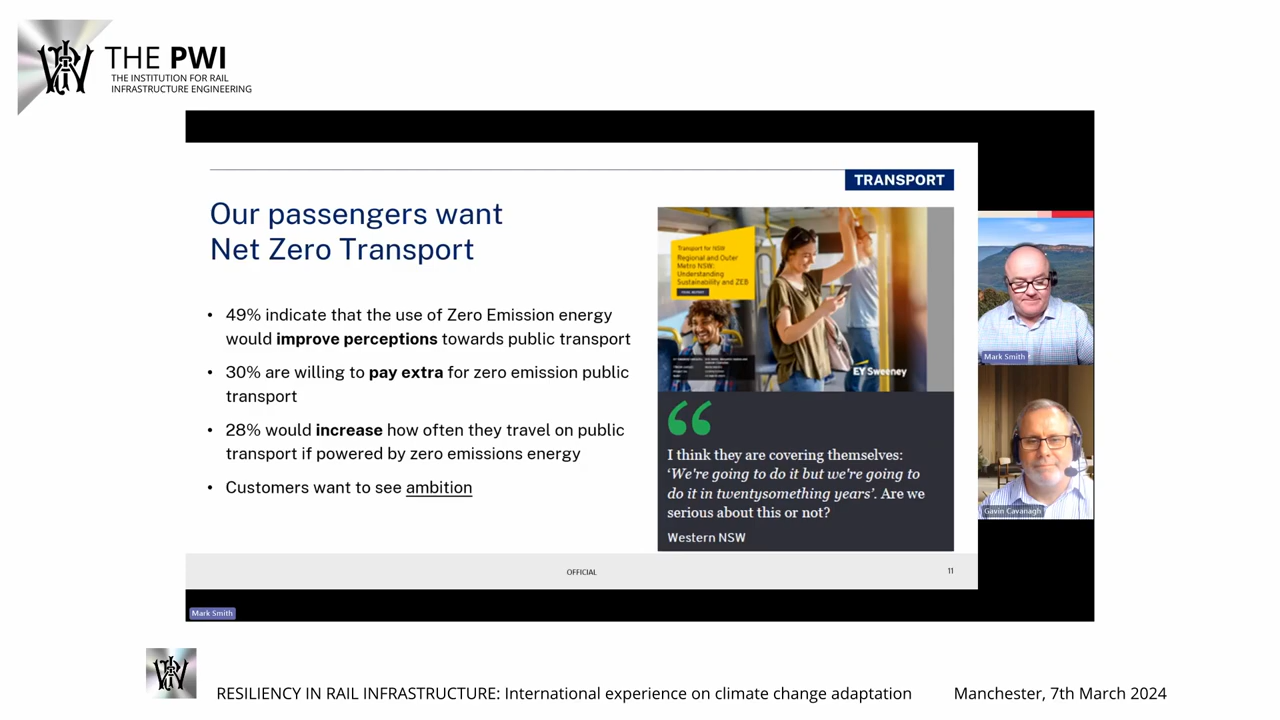 THE PWI
THE INSTITUTION FOR RAIL
INFRASTRUCTURE ENGINEERING
TRANSPORT
Our passengers want
Net Zero Transport
• 49% indicate that the use of Zero Emission energy
would improve perceptions towards public transport
• 30% are willing to pay extra for zero emission public
transport
• 28% would increase how often they travel on public
transport if powered by zero emissions energy
• Customers want to see ambition
Transport for NSW
Regional and Outer
Metro NSW:
Understanding
Sustainability and ZEB
EY Sweeney
I think they are covering themselves:
‘We're going to do it but we're going to
do it in twentysomething years’. Are we
serious about this or not?
Western NSW
OFFICIAL
11
Mark Smith
Gavin Cavanagh
Mark Smith
RESILIENCY IN RAIL INFRASTRUCTURE: International experience on climate change adaptation
Manchester, 7th March 2024